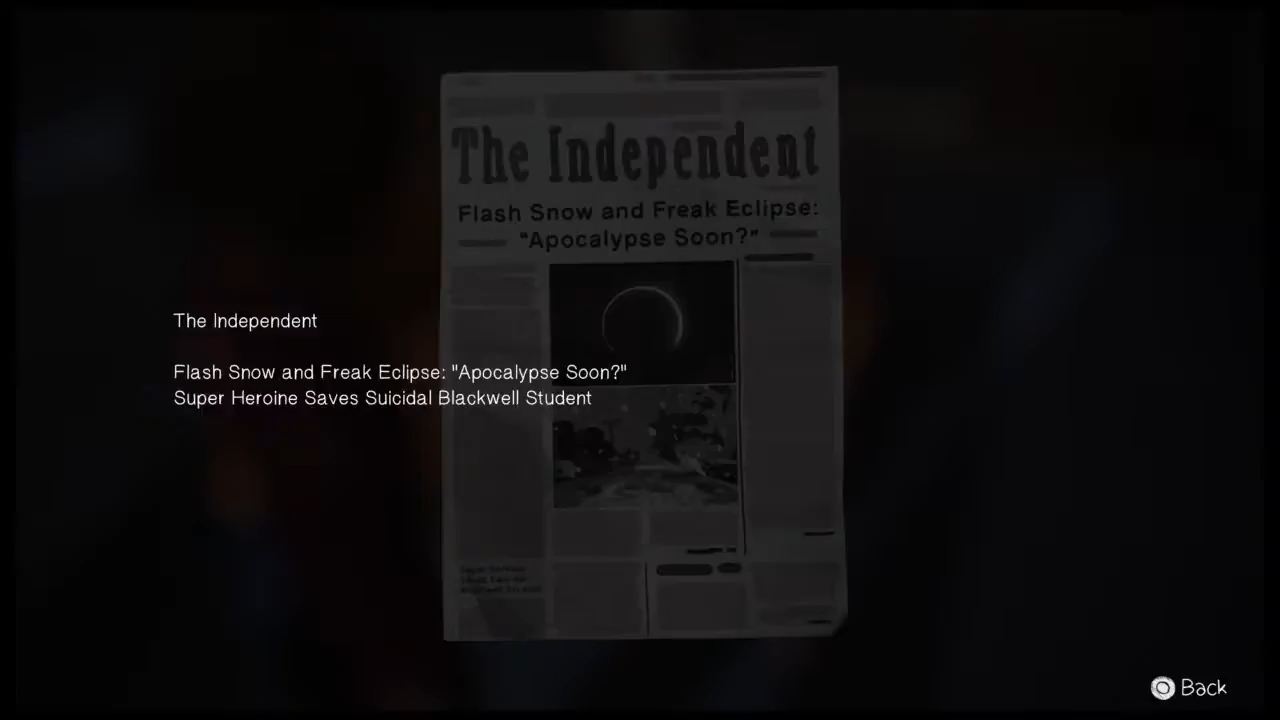 The Independent
Flash Snow and Freak Eclipse:
"Apocalypse Soon?"
The Independent
Flash Snow and Freak Eclipse: "Apocalypse Soon?"
Super Heroine Saves Suicidal Blackwell Student
Back